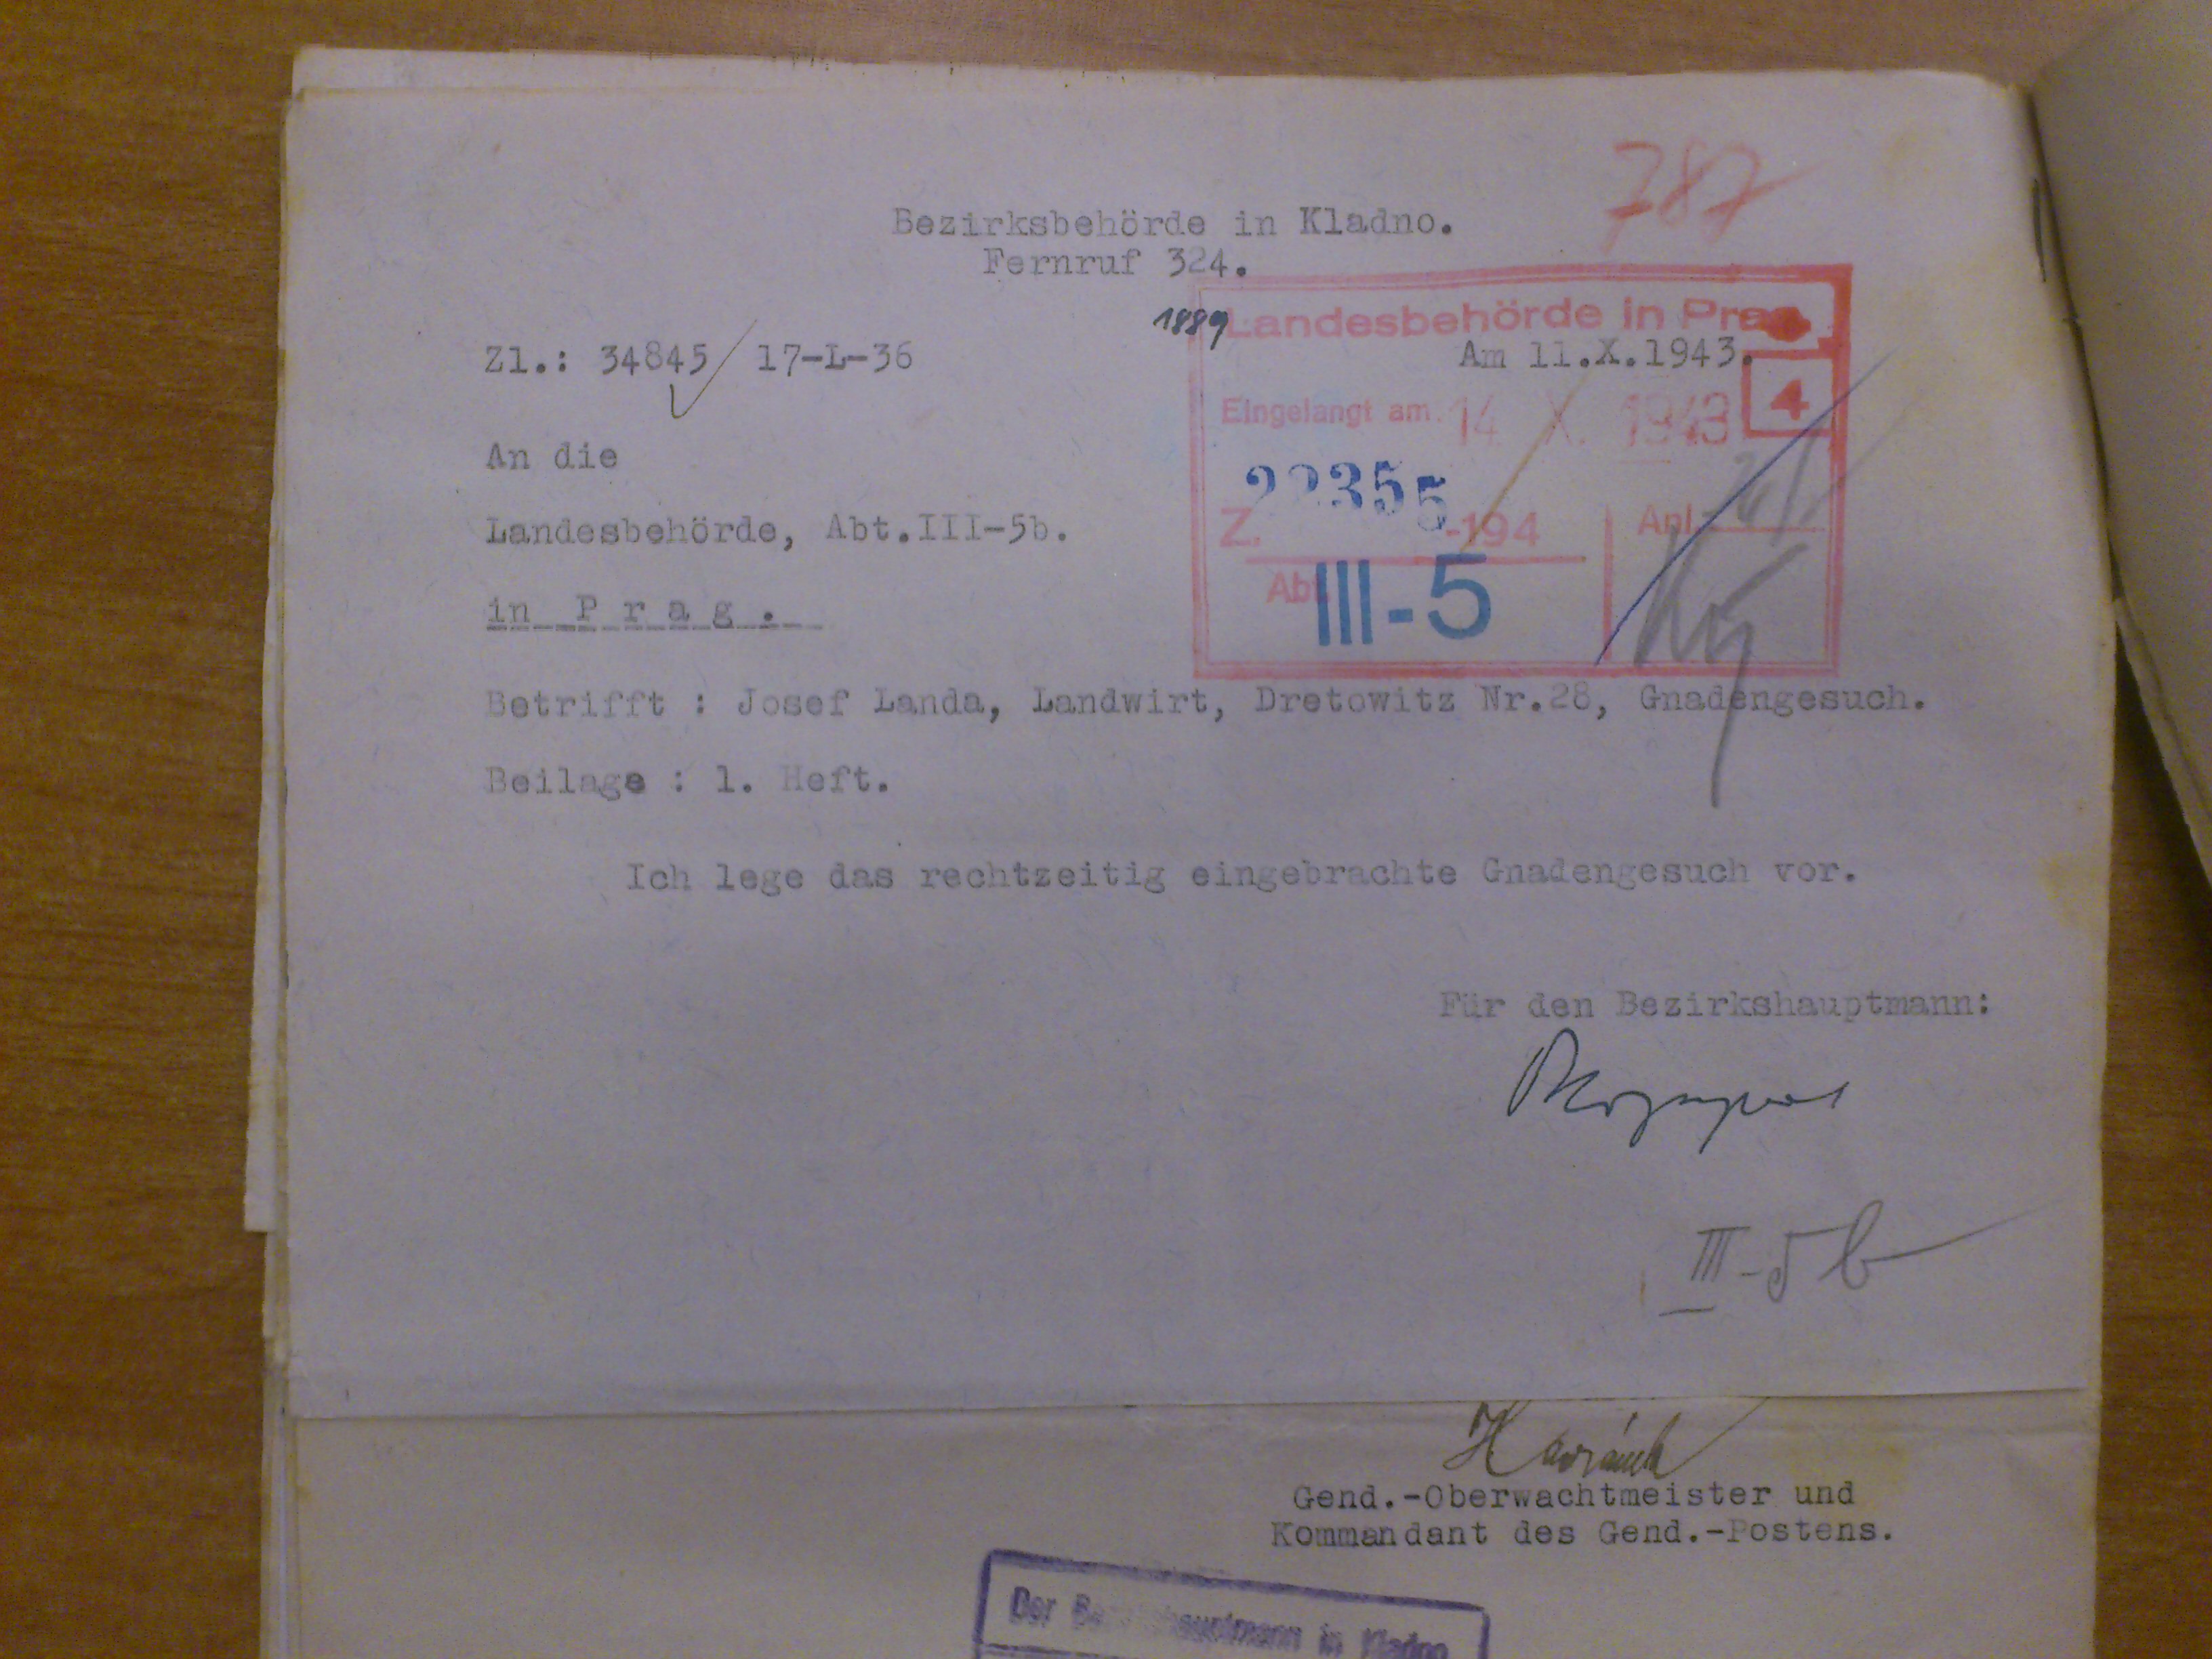 787
Bezirksbehörde in Kladno.
Fernruf 324.
1889
Landesbehörde in Prag
Zl.: 34845/ 17-L-36
Am 11.X.1943.
Eingelangt am: 14. X. 1943
4
An die
22355
Z. -194
Anl.
Landesbehörde, Abt.III-5b.
Abt. III-5
in Prag.
Betrifft : Josef Landa, Landwirt, Dretowitz Nr.28, Gnadengesuch.
Beilage : 1. Heft.
Ich lege das rechtzeitig eingebrachte Gnadengesuch vor.
Für den Bezirkshauptmann:
III-5b
Gend.-Oberwachtmeister und
Kommandant des Gend.-Postens.
Der Bezirkshauptmann in Kladno